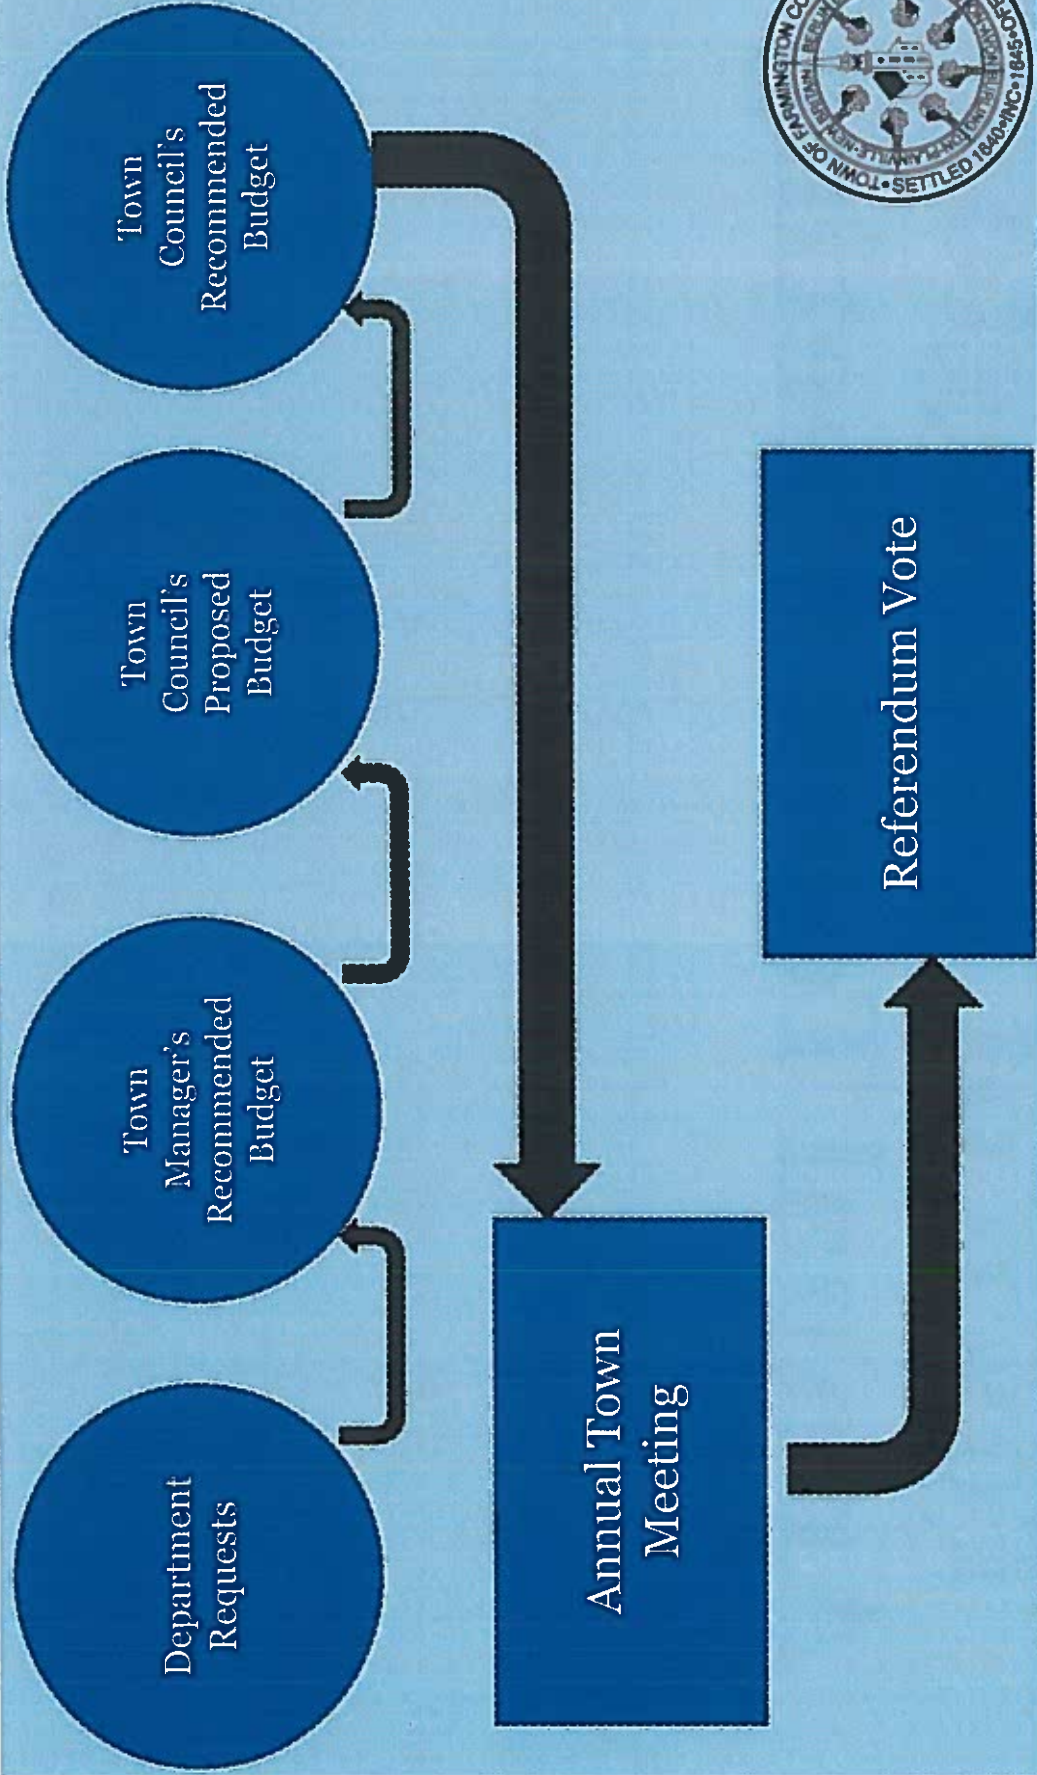 Department
Requests
Town
Manager's
Recommended
Budget
Town
Council's
Proposed
Budget
Town
Council's
Recommended
Budget
Annual Town
Meeting
Referendum Vote
TOWN OF FARMINGTON CO
SETTLED 1640•INC•1645•